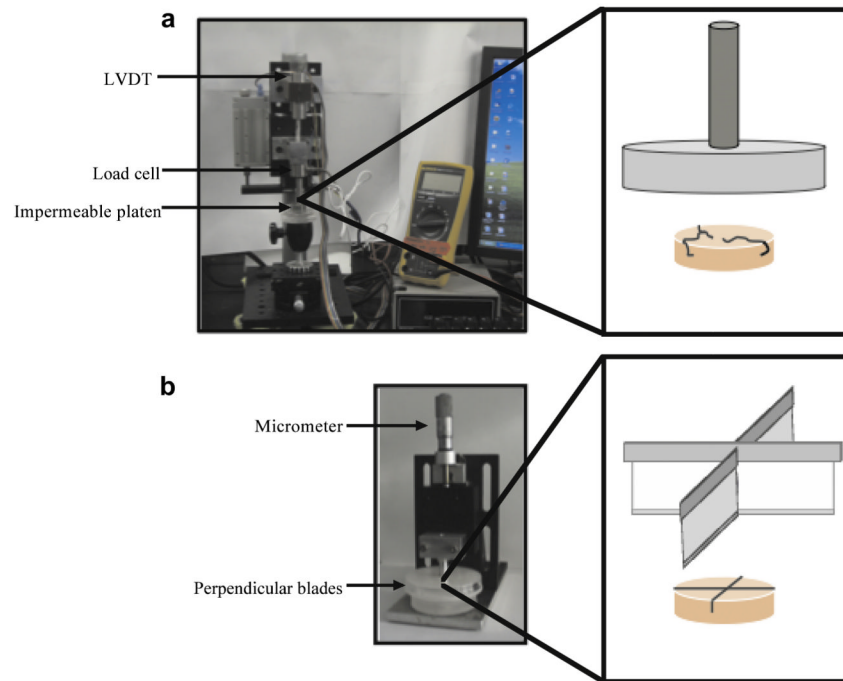 a
LVDT
Load cell
Impermeable platen
b
Micrometer
Perpendicular blades